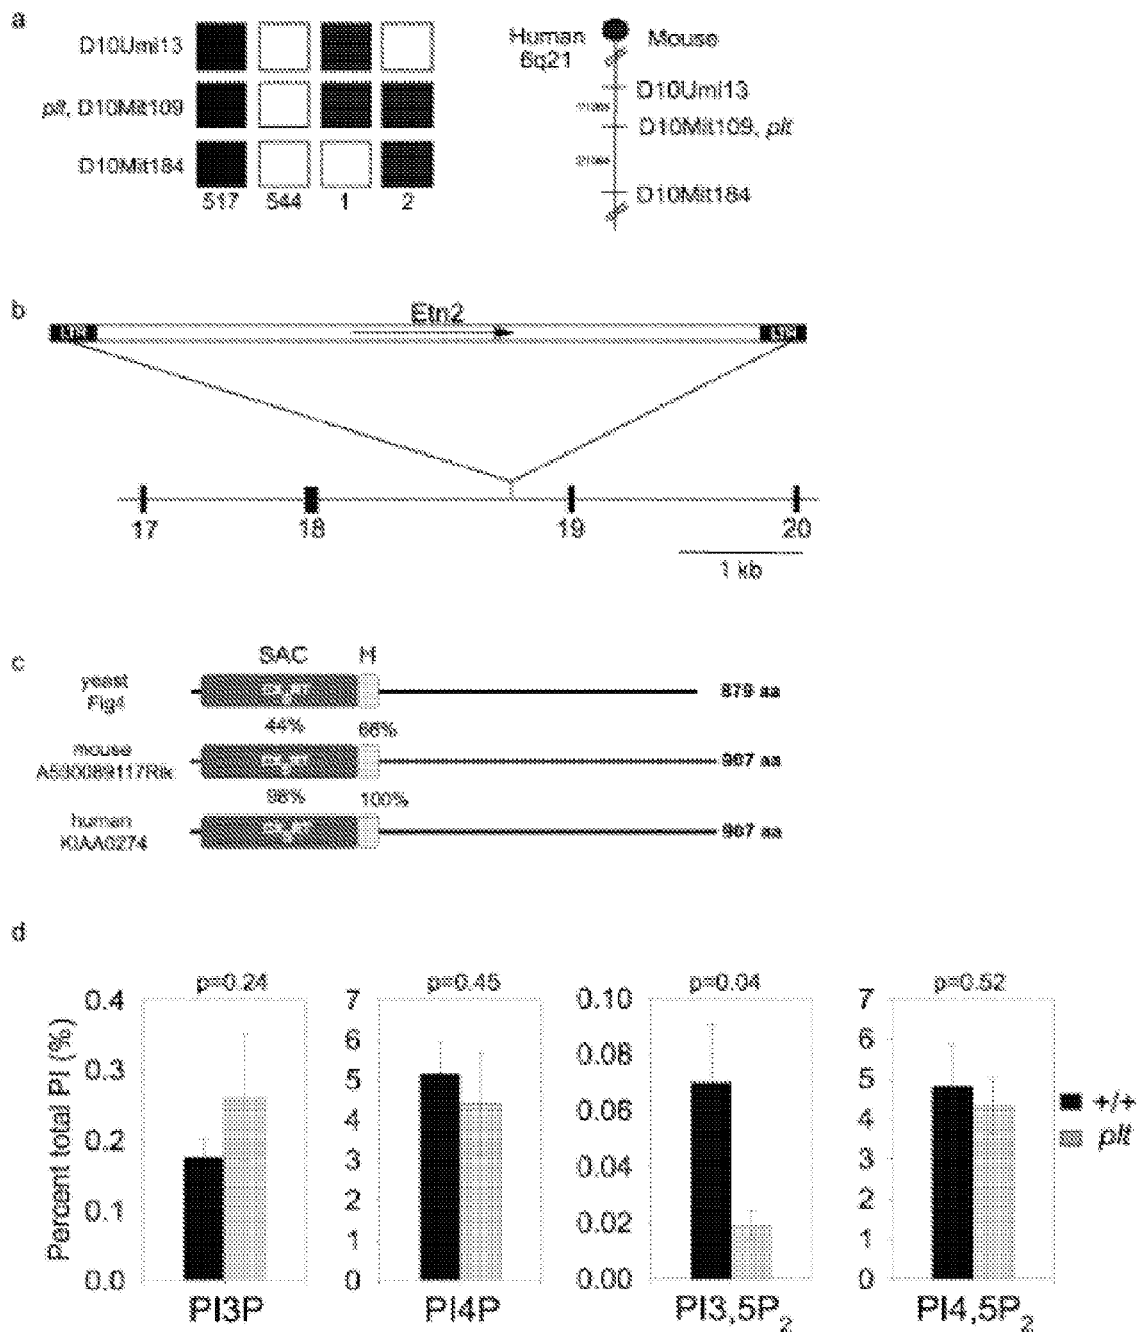 a
D10Umi13
plt, D10Mit109
D10Mit184
517 544 1 2
Human 6q21
Mouse
D10Umi13
D10Mit109, plt
D10Mit184
b
Etn2
17 18 19 20
1 kb
c
SAC H
yeast Fig4
879 aa
44%
mouse
907 aa
98% 100%
human KIAA0274
907 aa
d
Percent total PI (%)
p=0.24
0.4
0.3
0.2
0.1
0.0
PI3P
p=0.45
7
6
5
4
3
2
1
0
PI4P
p=0.04
0.10
0.08
0.06
0.04
0.02
0.00
PI3,5P2
p=0.52
7
6
5
4
3
2
1
0
PI4,5P2
+/+
plt